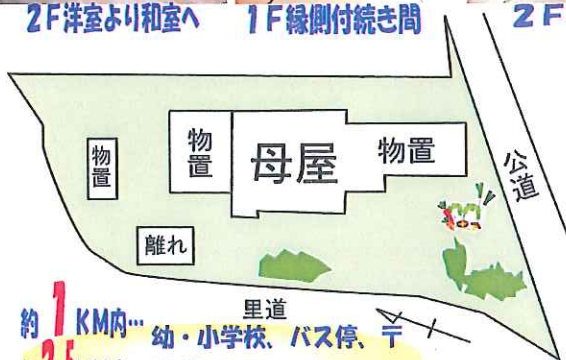 2F洋室より和室へ 1F縁側付続き間 2F
物置
物置
母屋
物置
公道
離れ
里道
約1KM内…幼・小学校、バス停、〒